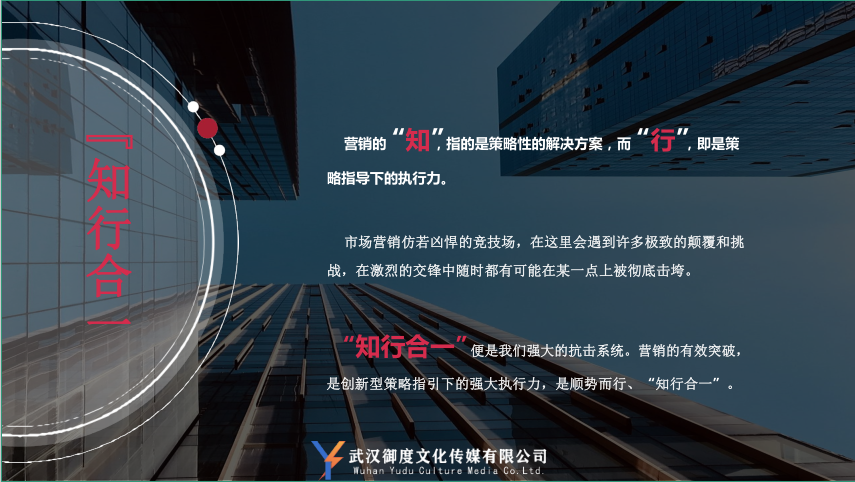 『知行合一
营销的“知”,指的是策略性的解决方案,而“行”,即是策
略指导下的执行力。
市场营销仿若凶悍的竞技场，在这里会遇到许多极致的颠覆和挑
战，在激烈的交锋中随时都有可能在某一点上被彻底击垮。
“知行合一”便是我们强大的抗击系统。营销的有效突破，
是创新型策略指引下的强大执行力，是顺势而行、“知行合一”。
武汉御度文化传媒有限公司
Wuhan Yudu Culture Media Co.Ltd.